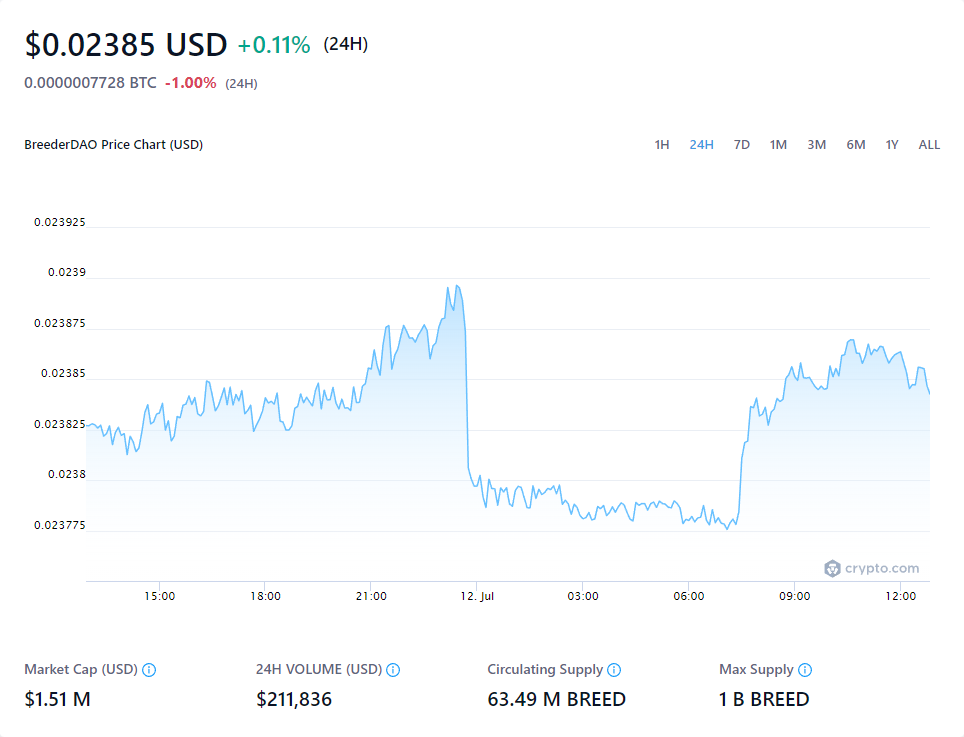 $0.02385 USD +0.11% (24H)
0.0000007728 BTC -1.00% (24H)
BreederDAO Price Chart (USD) 1H 24H 7D 1M 3M 6M 1Y ALL
0.023925
0.0239
0.023875
0.02385
0.023825
0.0238
0.023775
crypto.com
15:00 18:00 21:00 12. Jul 03:00 06:00 09:00 12:00
Market Cap (USD) 24H VOLUME (USD) Circulating Supply Max Supply
$1.51 M $211,836 63.49 M BREED 1 B BREED